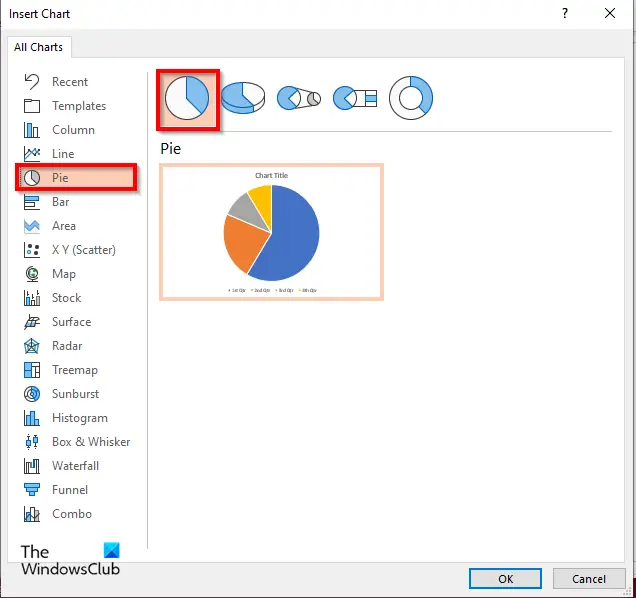 Insert Chart
?
All Charts
Recent
Templates
Column
Line
Pie
Bar
Area
X Y (Scatter)
Map
Stock
Surface
Radar
Treemap
Sunburst
Histogram
Box & Whisker
Waterfall
Funnel
Combo
Pie
Chart Title
1st Qtr 2nd Qtr 3rd Qtr 4th Qtr
The
WindowsClub
OK Cancel